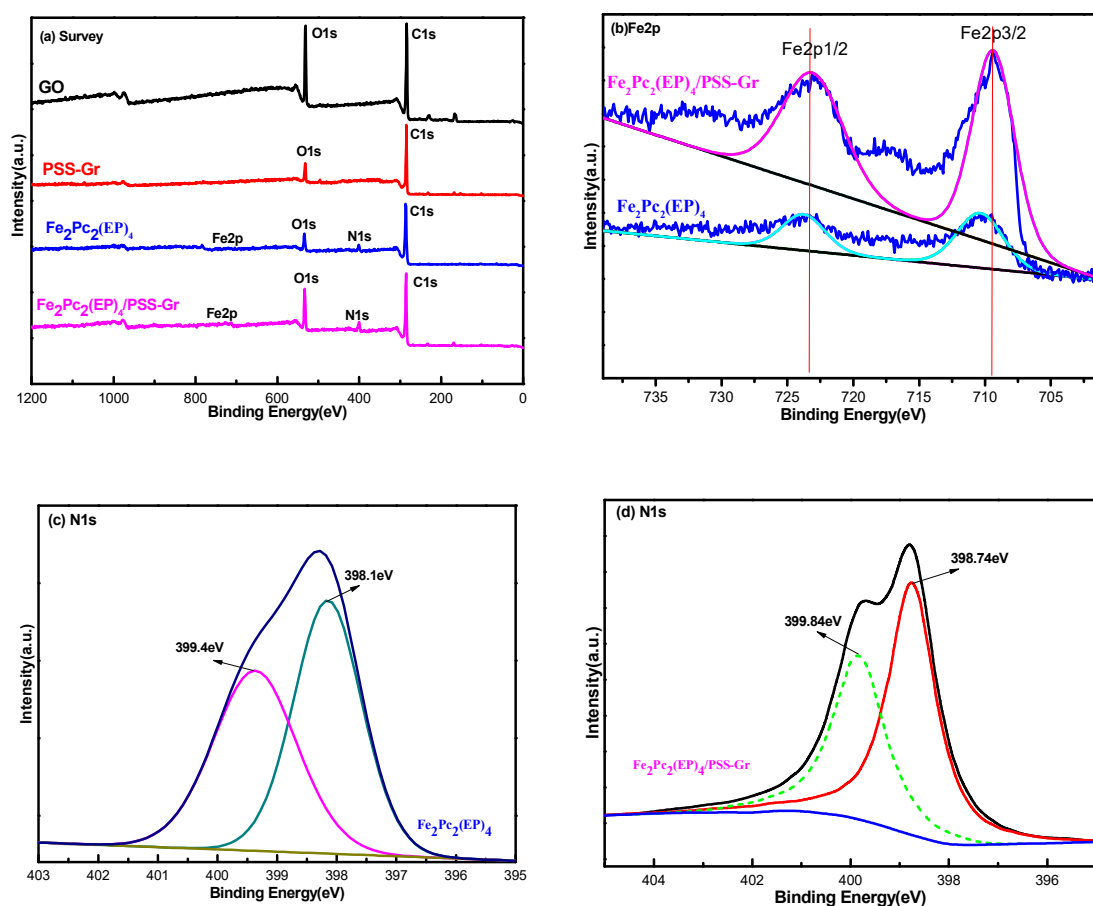 (a) Survey
O1s
C1s
GO
C1s
O1s
PSS-Gr
C1s
Fe2Pc2(EP)4
Fe2p
O1s
N1s
C1s
O1s
Fe2Pc2(EP)4/PSS-Gr
Fe2p
N1s
Intensity(a.u.)
1200 1000 800 600 400 200 0
Binding Energy(eV)
(b)Fe2p
Fe2p1/2
Fe2p3/2
Fe2Pc2(EP)4/PSS-Gr
Fe2Pc2(EP)4
Intensity(a.u.)
735 730 725 720 715 710 705
Binding Energy(eV)
(c) N1s
398.1eV
399.4eV
Fe2Pc2(EP)4
Intensity(a.u.)
403 402 401 400 399 398 397 396 395
Binding Energy(eV)
(d) N1s
398.74eV
399.84eV
Fe2Pc2(EP)4/PSS-Gr
Intensity(a.u.)
404 402 400 398 396
Binding Energy(eV)